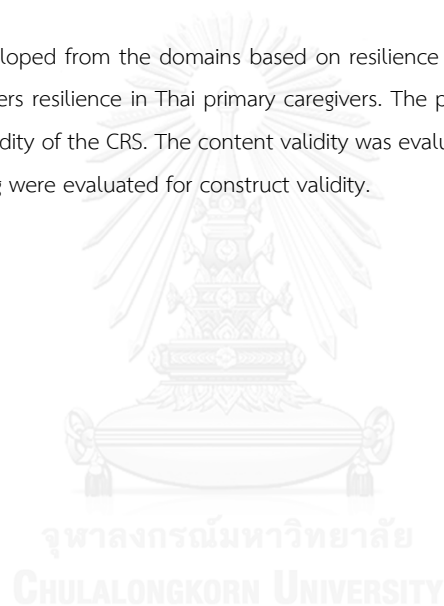 loped from the domains based on resilience
ers resilience in Thai primary caregivers. The p
idity of the CRS. The content validity was evalu
g were evaluated for construct validity.
จุฬาลงกรณ์มหาวิทยาลัย
CHULALONGKORN UNIVERSITY